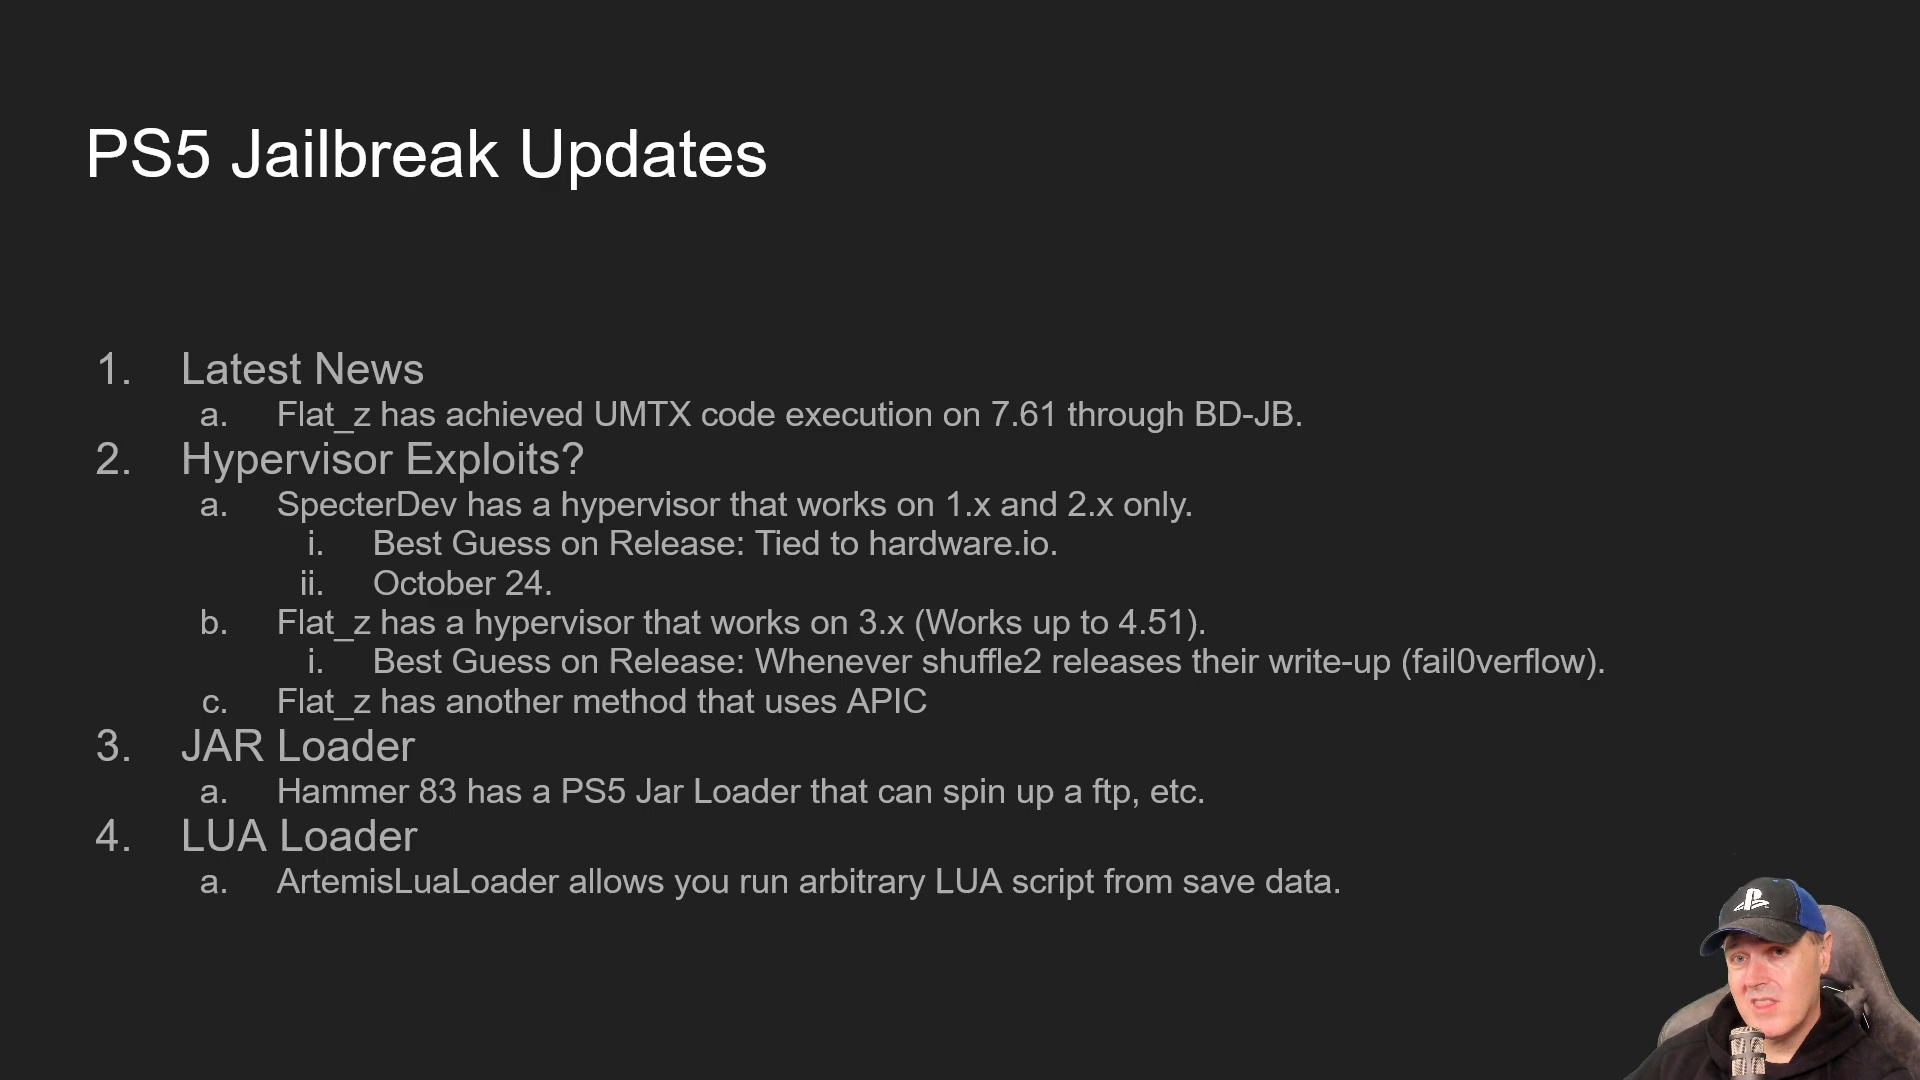 PS5 Jailbreak Updates
1. Latest News
a. Flat_z has achieved UMTX code execution on 7.61 through BD-JB.
2. Hypervisor Exploits?
a. SpecterDev has a hypervisor that works on 1.x and 2.x only.
i. Best Guess on Release: Tied to hardware.io.
ii. October 24.
b. Flat_z has a hypervisor that works on 3.x (Works up to 4.51).
i. Best Guess on Release: Whenever shuffle2 releases their write-up (fail0verflow).
c. Flat_z has another method that uses APIC
3. JAR Loader
a. Hammer 83 has a PS5 Jar Loader that can spin up a ftp, etc.
4. LUA Loader
a. ArtemisLuaLoader allows you run arbitrary LUA script from save data.